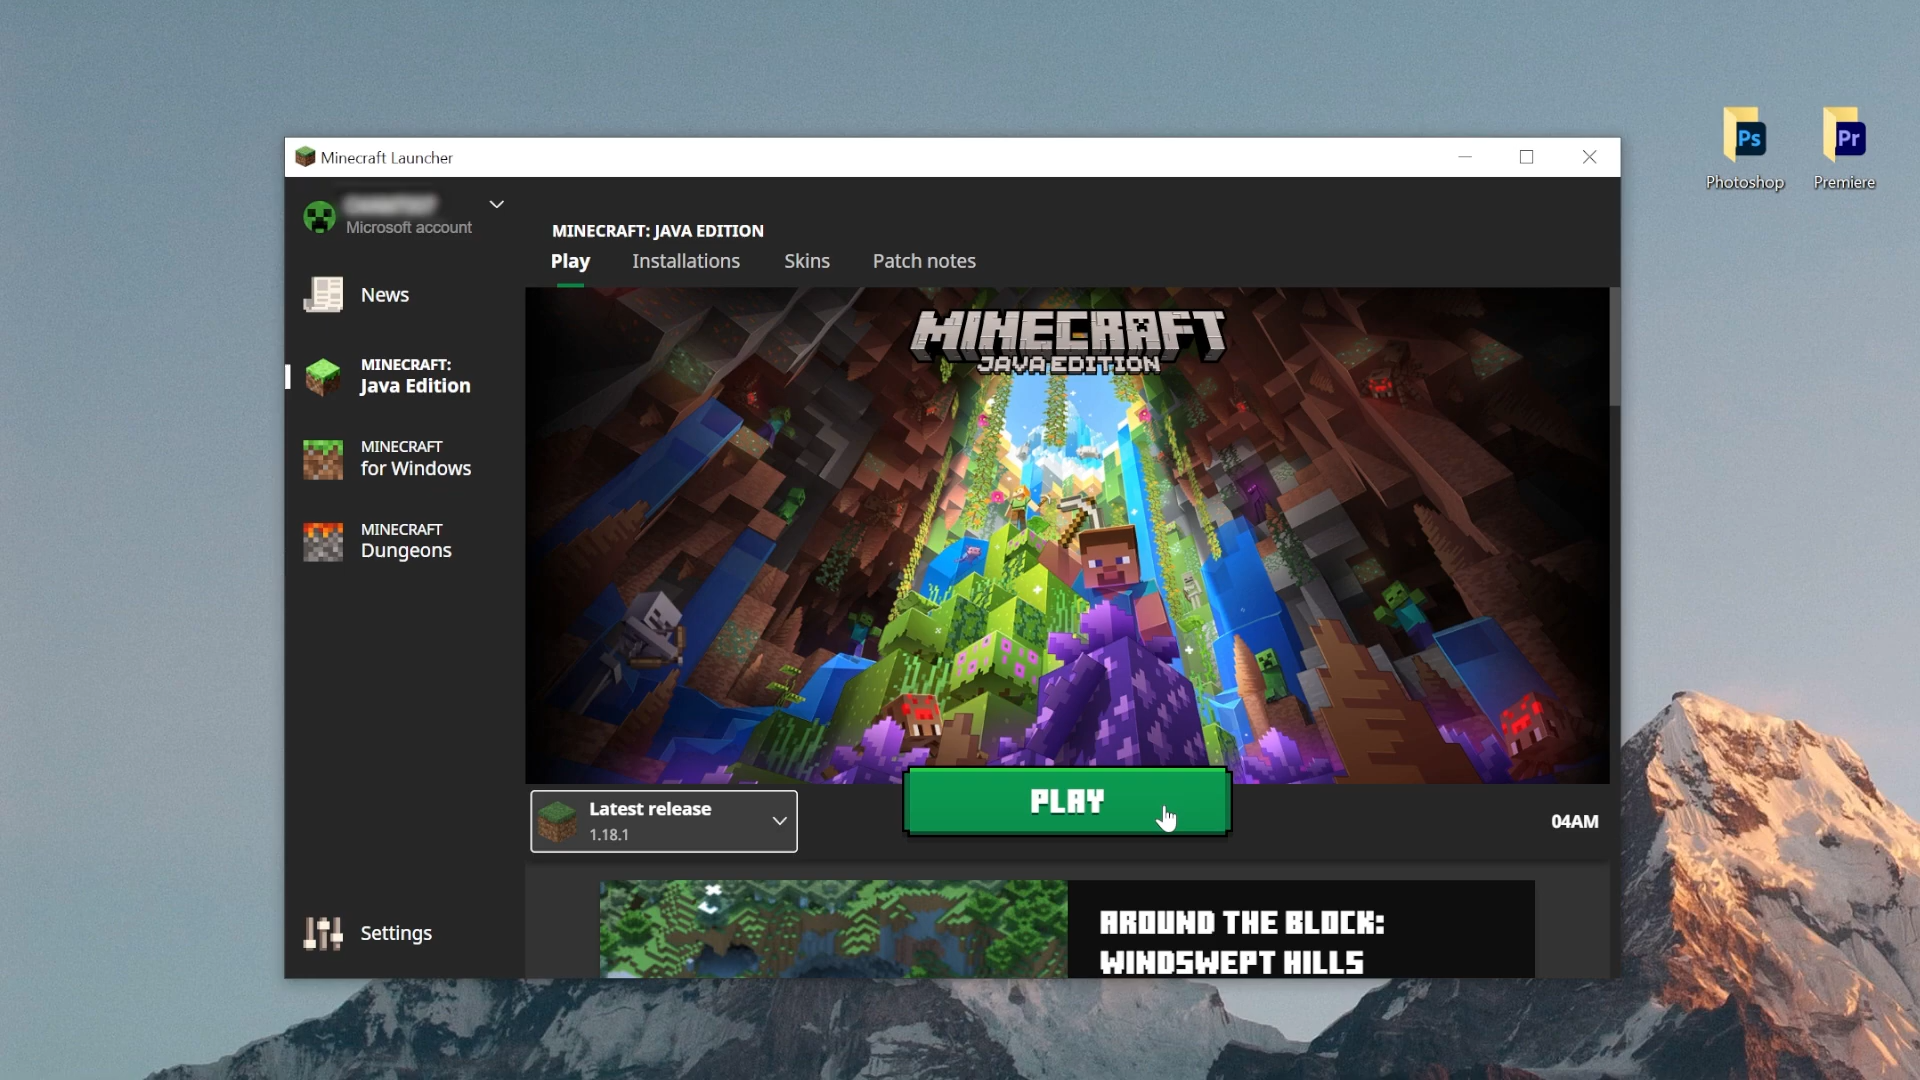 Minecraft Launcher
Microsoft account
MINECRAFT: JAVA EDITION
Play Installations Skins Patch notes
News
MINECRAFT:
Java Edition
MINECRAFT
for Windows
MINECRAFT
Dungeons
Settings
MINECRAFT
JAVA EDITION
Latest release
1.18.1
PLAY
04AM
AROUND THE BLOCK:
WINDSWEPT HILLS
Ps
Photoshop
Pr
Premiere